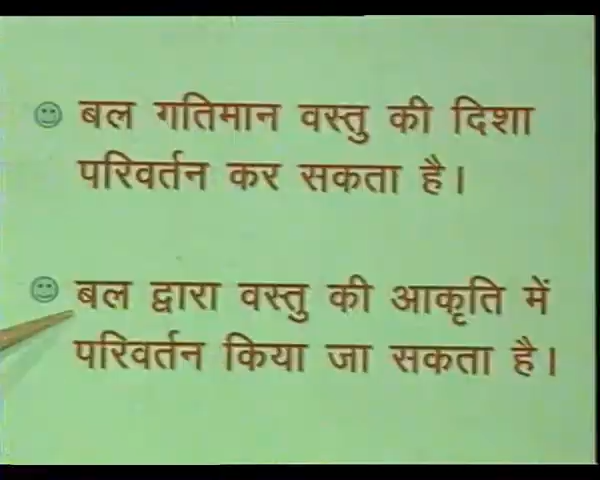 बल गतिमान वस्तु की दिशा
परिवर्तन कर सकता है।
बल द्वारा वस्तु की आकृति में
परिवर्तन किया जा सकता है।